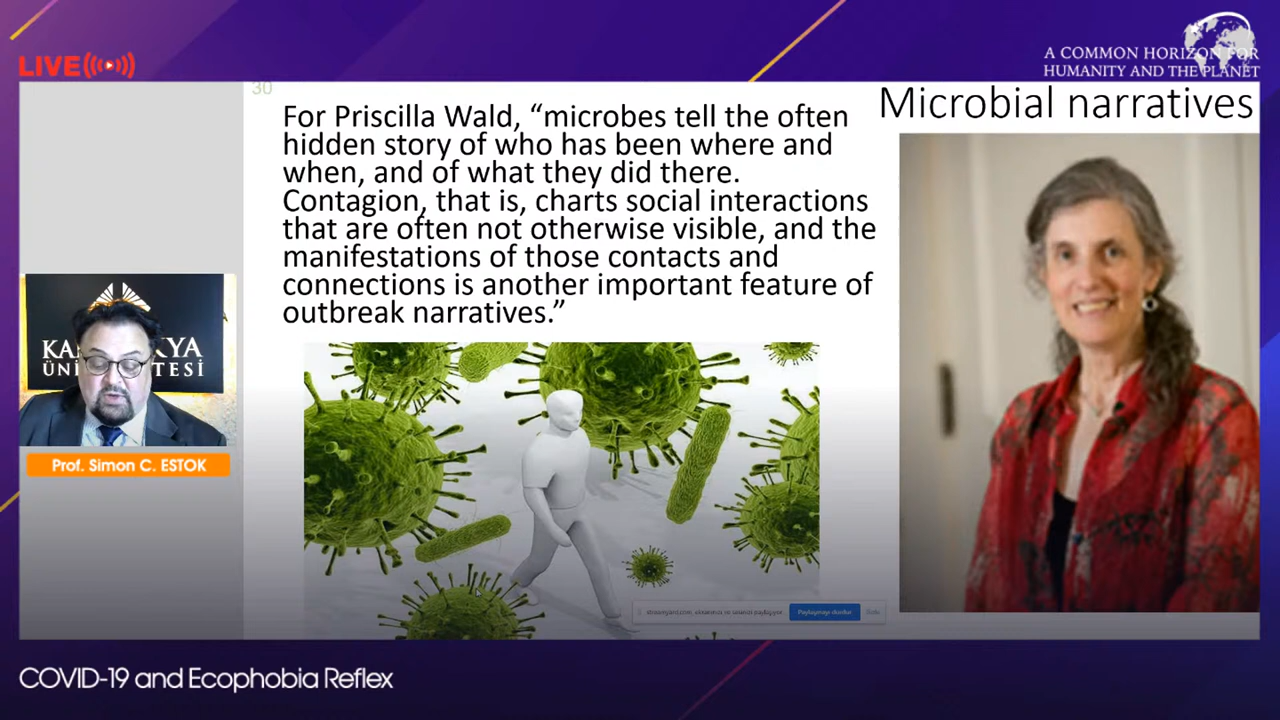 LIVE
A COMMON HORIZON FOR
HUMANITY AND THE PLANET
30
For Priscilla Wald, “microbes tell the often
hidden story of who has been where and
when, and of what they did there.
Contagion, that is, charts social interactions
that are often not otherwise visible, and the
manifestations of those contacts and
connections is another important feature of
outbreak narratives.”
Microbial narratives
Prof. Simon C. ESTOK
Paylaşmayı durdur
Gizle
COVID-19 and Ecophobia Reflex